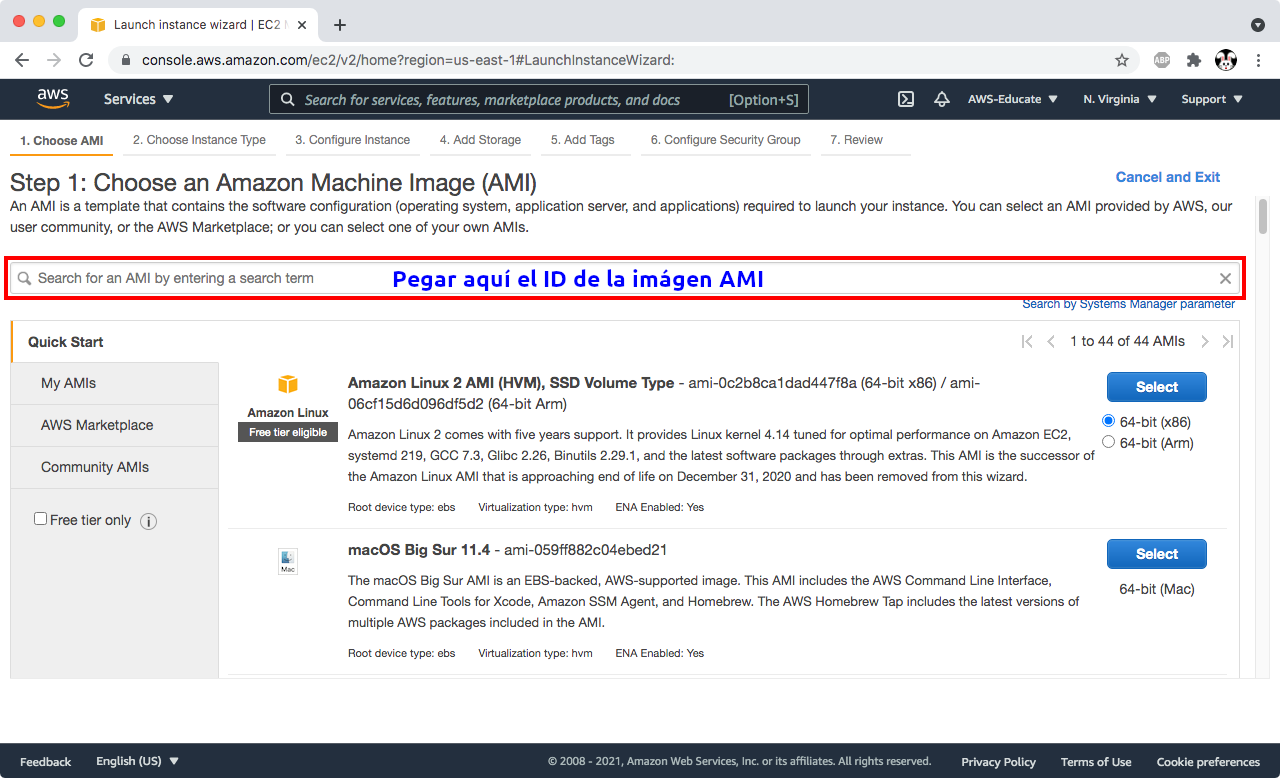 Launch instance wizard | EC2 M
console.aws.amazon.com/ec2/v2/home?region=us-east-1#LaunchInstanceWizard:
ABP
aws
Services
Search for services, features, marketplace products, and docs
[Option+S]
AWS-Educate
N. Virginia
Support
1. Choose AMI
2. Choose Instance Type
3. Configure Instance
4. Add Storage
5. Add Tags
6. Configure Security Group
7. Review
Step 1: Choose an Amazon Machine Image (AMI)
Cancel and Exit
An AMI is a template that contains the software configuration (operating system, application server, and applications) required to launch your instance. You can select an AMI provided by AWS, our
user community, or the AWS Marketplace; or you can select one of your own AMIs.
Search for an AMI by entering a search term
Pegar aquí el ID de la imágen AMI
Search by Systems Manager parameter
Quick Start
1 to 44 of 44 AMIs
My AMIs
AWS Marketplace
Community AMIs
Free tier only
Amazon Linux
Free tier eligible
Amazon Linux 2 AMI (HVM), SSD Volume Type - ami-0c2b8ca1dad447f8a (64-bit x86) / ami-
06cf15d6d096df5d2 (64-bit Arm)
Amazon Linux 2 comes with five years support. It provides Linux kernel 4.14 tuned for optimal performance on Amazon EC2,
systemd 219, GCC 7.3, Glibc 2.26, Binutils 2.29.1, and the latest software packages through extras. This AMI is the successor of
the Amazon Linux AMI that is approaching end of life on December 31, 2020 and has been removed from this wizard.
Root device type: ebs
Virtualization type: hvm
ENA Enabled: Yes
Select
64-bit (x86)
64-bit (Arm)
Mac
macOS Big Sur 11.4 - ami-059ff882c04ebed21
The macOS Big Sur AMI is an EBS-backed, AWS-supported image. This AMI includes the AWS Command Line Interface,
Command Line Tools for Xcode, Amazon SSM Agent, and Homebrew. The AWS Homebrew Tap includes the latest versions of
multiple AWS packages included in the AMI.
Root device type: ebs
Virtualization type: hvm
ENA Enabled: Yes
Select
64-bit (Mac)
Feedback
English (US)
© 2008 - 2021, Amazon Web Services, Inc. or its affiliates. All rights reserved.
Privacy Policy
Terms of Use
Cookie preferences